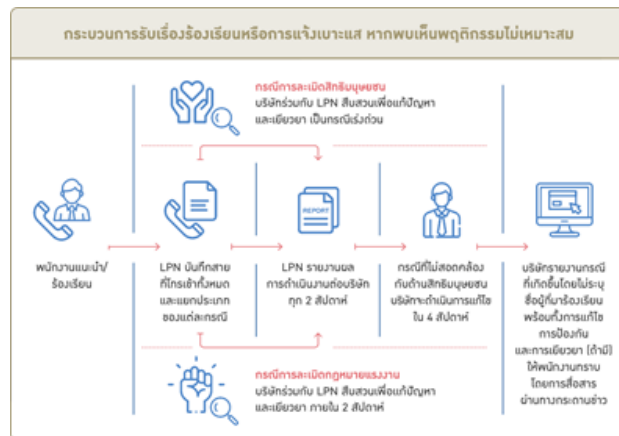 กระบวนการรับเรื่องร้องเรียนหรือการแจ้งเบาะแส หากพบเห็นพฤติกรรมไม่เหมาะสม
กรณีการละเมิดสิทธิมนุษยชน
บริษัทร่วมกับ LPN สืบสวนเพื่อแก้ปัญหา
และเยียวยา เป็นกรณีเร่งด่วน
พนักงานแนะนำ/
ร้องเรียน
LPN บันทึกสาย
ที่โทรเข้าทั้งหมด
และแยกประเภท
ของแต่ละกรณี
REPORT
LPN รายงานผล
การดำเนินงานต่อบริษัท
ทุก 2 สัปดาห์
กรณีที่ไม่สอดคล้อง
กับด้านสิทธิมนุษยชน
บริษัทจะดำเนินการแก้ไข
ใน 4 สัปดาห์
บริษัทรายงานกรณี
ที่เกิดขึ้นโดยไม่ระบุ
ชื่อผู้ที่มาร้องเรียน
พร้อมทั้งการแก้ไข
การป้องกัน
และการเยียวยา (ถ้ามี)
ให้พนักงานทราบ
โดยการสื่อสาร
ผ่านทางกระดานข่าว
กรณีการละเมิดกฎหมายแรงงาน
บริษัทร่วมกับ LPN สืบสวนเพื่อแก้ปัญหา
และเยียวยา ภายใน 2 สัปดาห์